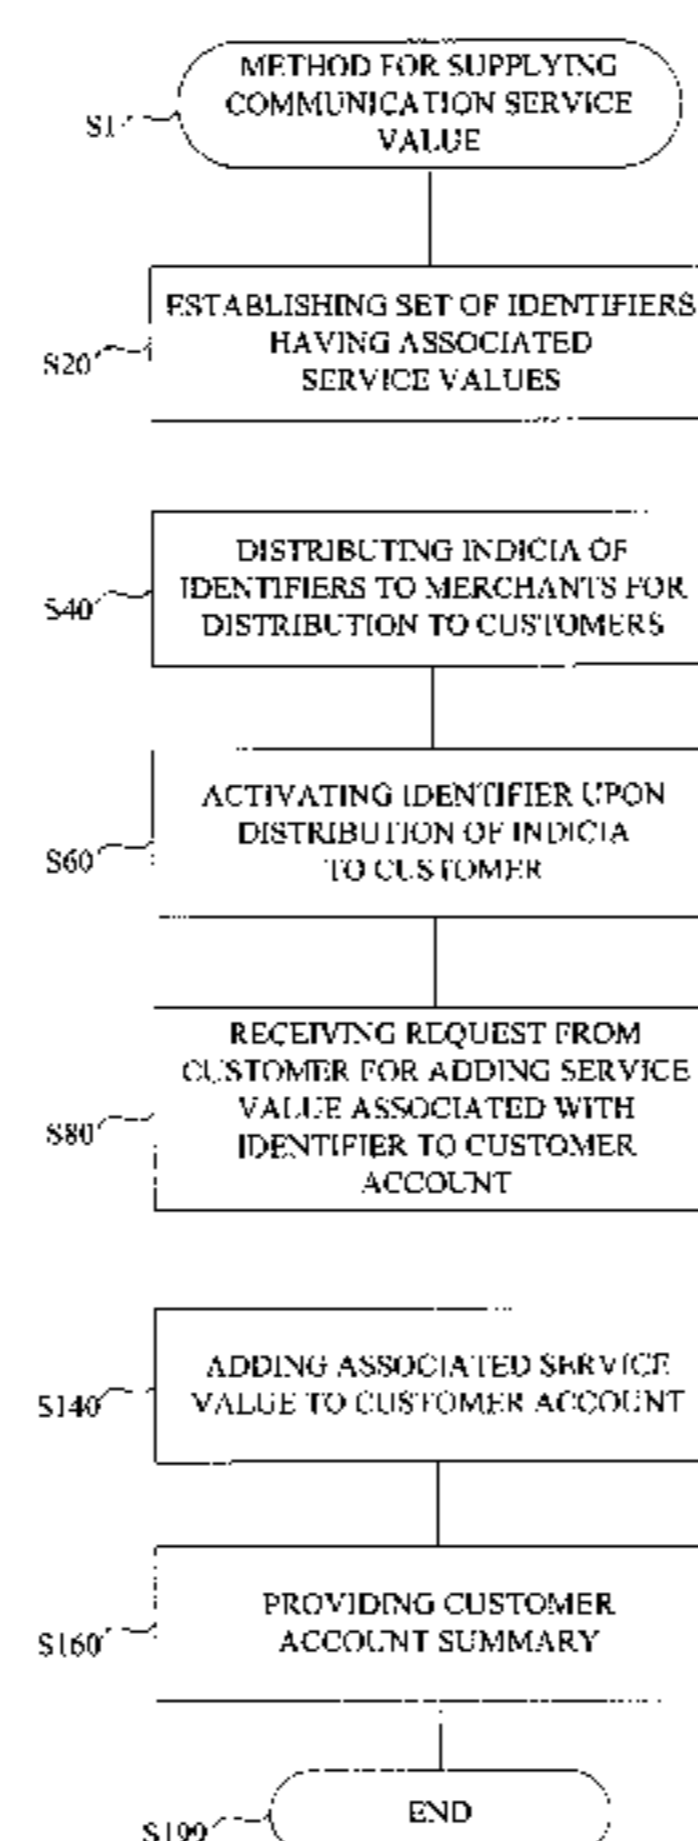 METHOD FOR SUPPLYING
COMMUNICATION SERVICE
VALUE
S1
ESTABLISHING SET OF IDENTIFIERS
HAVING ASSOCIATED
SERVICE VALUES
S20
DISTRIBUTING INDICIA OF
IDENTIFIERS TO MERCHANTS FOR
DISTRIBUTION TO CUSTOMERS
S40
ACTIVATING IDENTIFIER UPON
DISTRIBUTION OF INDICIA
TO CUSTOMER
S60
RECEIVING REQUEST FROM
CUSTOMER FOR ADDING SERVICE
VALUE ASSOCIATED WITH
IDENTIFIER TO CUSTOMER
ACCOUNT
S80
ADDING ASSOCIATED SERVICE
VALUE TO CUSTOMER ACCOUNT
S140
PROVIDING CUSTOMER
ACCOUNT SUMMARY
S160
END
S199